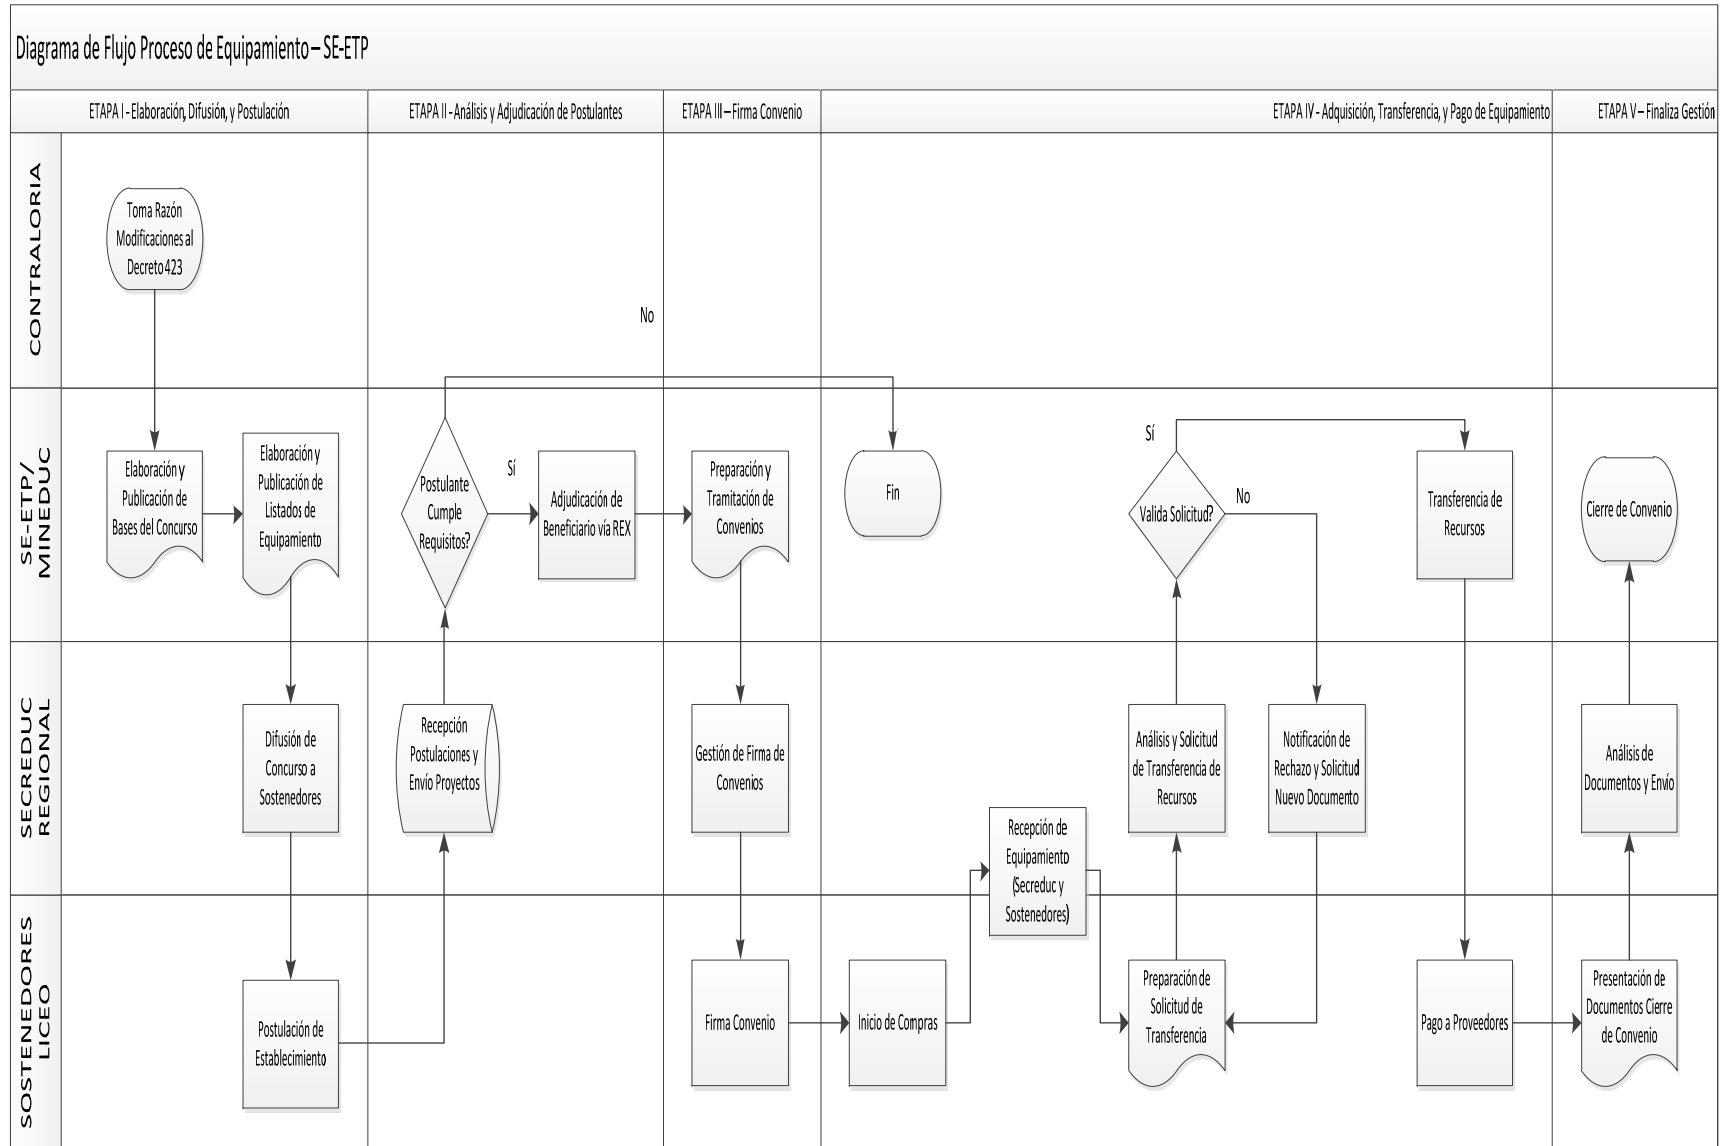 Diagrama de Flujo Proceso de Equipamiento – SE-ETP
ETAPA I - Elaboración, Difusión, y Postulación
ETAPA II - Análisis y Adjudicación de Postulantes
ETAPA III – Firma Convenio
ETAPA IV - Adquisición, Transferencia, y Pago de Equipamiento
ETAPA V – Finaliza Gestión
CONTRALORIA
Toma Razón
Modificaciones al
Decreto 423
No
SE-ETP/
MINEDUC
Elaboración y
Publicación de
Bases del Concurso
Elaboración y
Publicación de
Listados de
Equipamiento
Postulante
Cumple
Requisitos?
Sí
Adjudicación de
Beneficiario vía REX
Preparación y
Tramitación de
Convenios
Fin
Sí
Valida Solicitud?
No
Transferencia de
Recursos
Cierre de Convenio
SECREDUC
REGIONAL
Difusión de
Concurso a
Sostenedores
Recepción
Postulaciones y
Envío Proyectos
Gestión de Firma de
Convenios
Recepción de
Equipamiento
(Secreduc y
Sostenedores)
Análisis y Solicitud
de Transferencia de
Recursos
Notificación de
Rechazo y Solicitud
Nuevo Documento
Análisis de
Documentos y Envío
SOSTENEDORES
LICEO
Postulación de
Establecimiento
Firma Convenio
Inicio de Compras
Preparación de
Solicitud de
Transferencia
Pago a Proveedores
Presentación de
Documentos Cierre
de Convenio